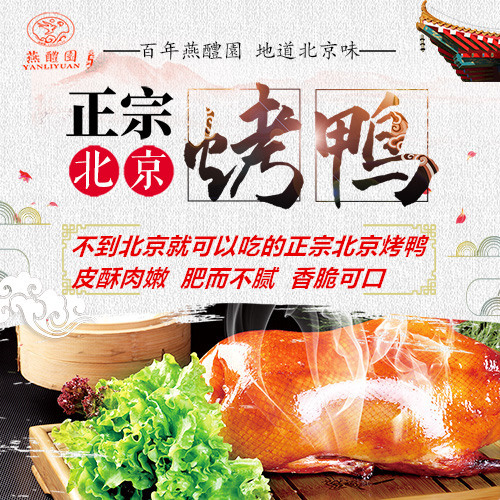 燕醴園
YANLIYUAN
百年燕醴園 地道北京味
正宗
北京
烤鸭
不到北京就可以吃的正宗北京烤鸭
皮酥肉嫩 肥而不腻 香脆可口